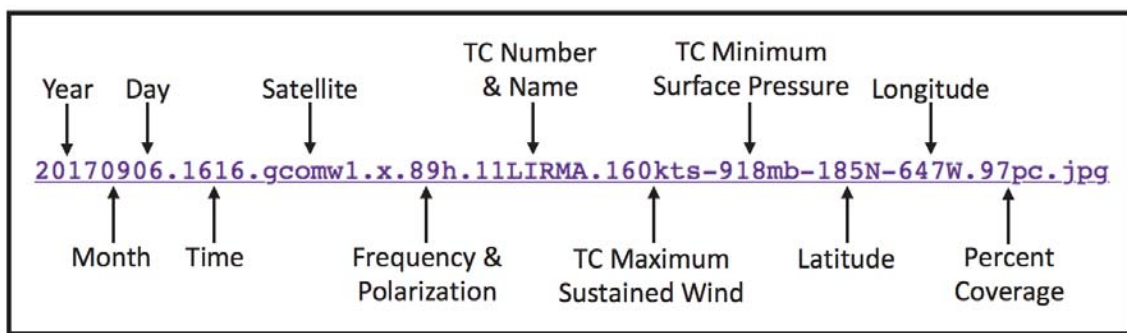 TC Number TC Minimum
Year Day Satellite & Name Surface Pressure Longitude
20170906.1616.gcomw1.x.89h.11LIRMA.160kts-918mb-185N-647W.97pc.jpg
Month Time Frequency & TC Maximum Latitude Percent
Polarization Sustained Wind Coverage